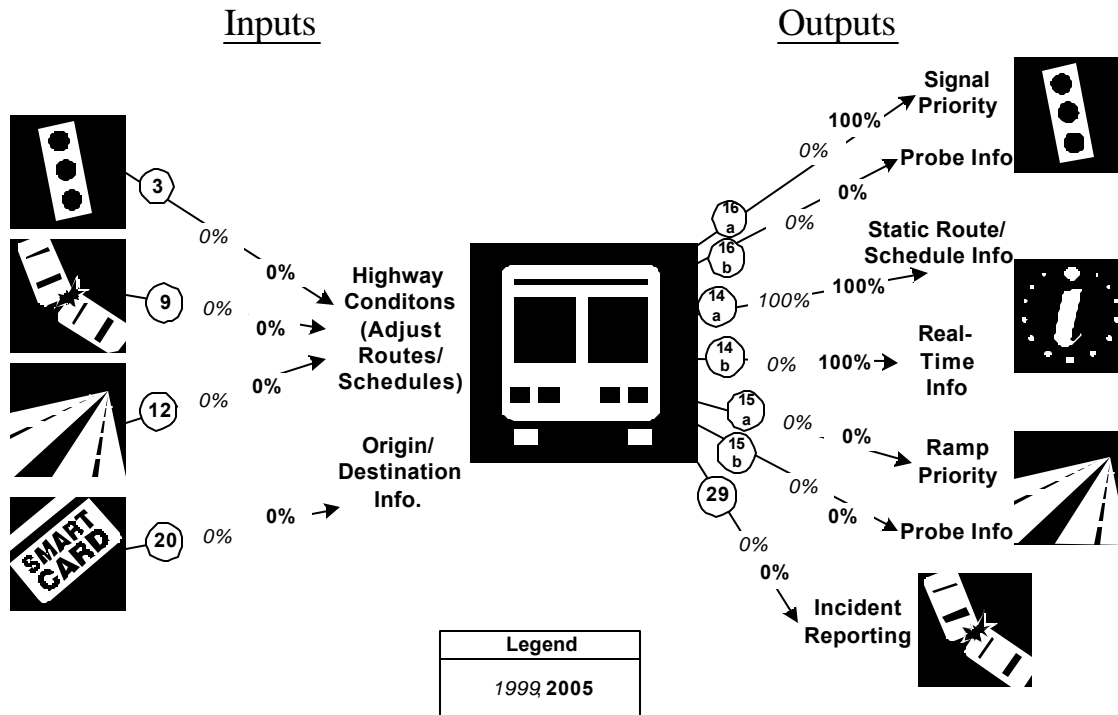 Inputs
Outputs
3
0%
0%
9
0%
0%
12
0%
0%
20
0%
0%
Highway
Conditons
(Adjust
Routes/
Schedules)
Origin/
Destination
Info.
SMART
CARD
16
a
0%
100%
Signal
Priority
16
b
0%
0%
Probe Info
14
a
100%
100%
Static Route/
Schedule Info
14
b
0%
100%
Real-
Time
Info
15
a
0%
0%
Ramp
Priority
15
b
0%
0%
Probe Info
29
0%
0%
Incident
Reporting
Legend
1999, 2005